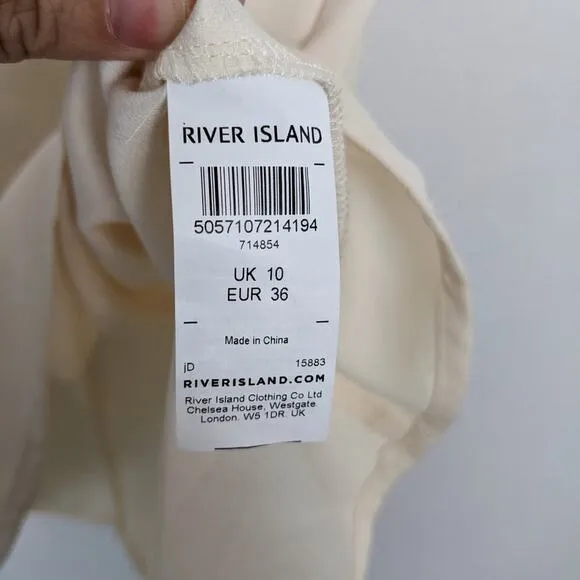 RIVER ISLAND
5057107214194
714854
UK 10
EUR 36
Made in China
jD 15883
RIVERISLAND.COM
River Island Clothing Co Ltd
Chelsea House, Westgate.
London. W5 1DR. UK